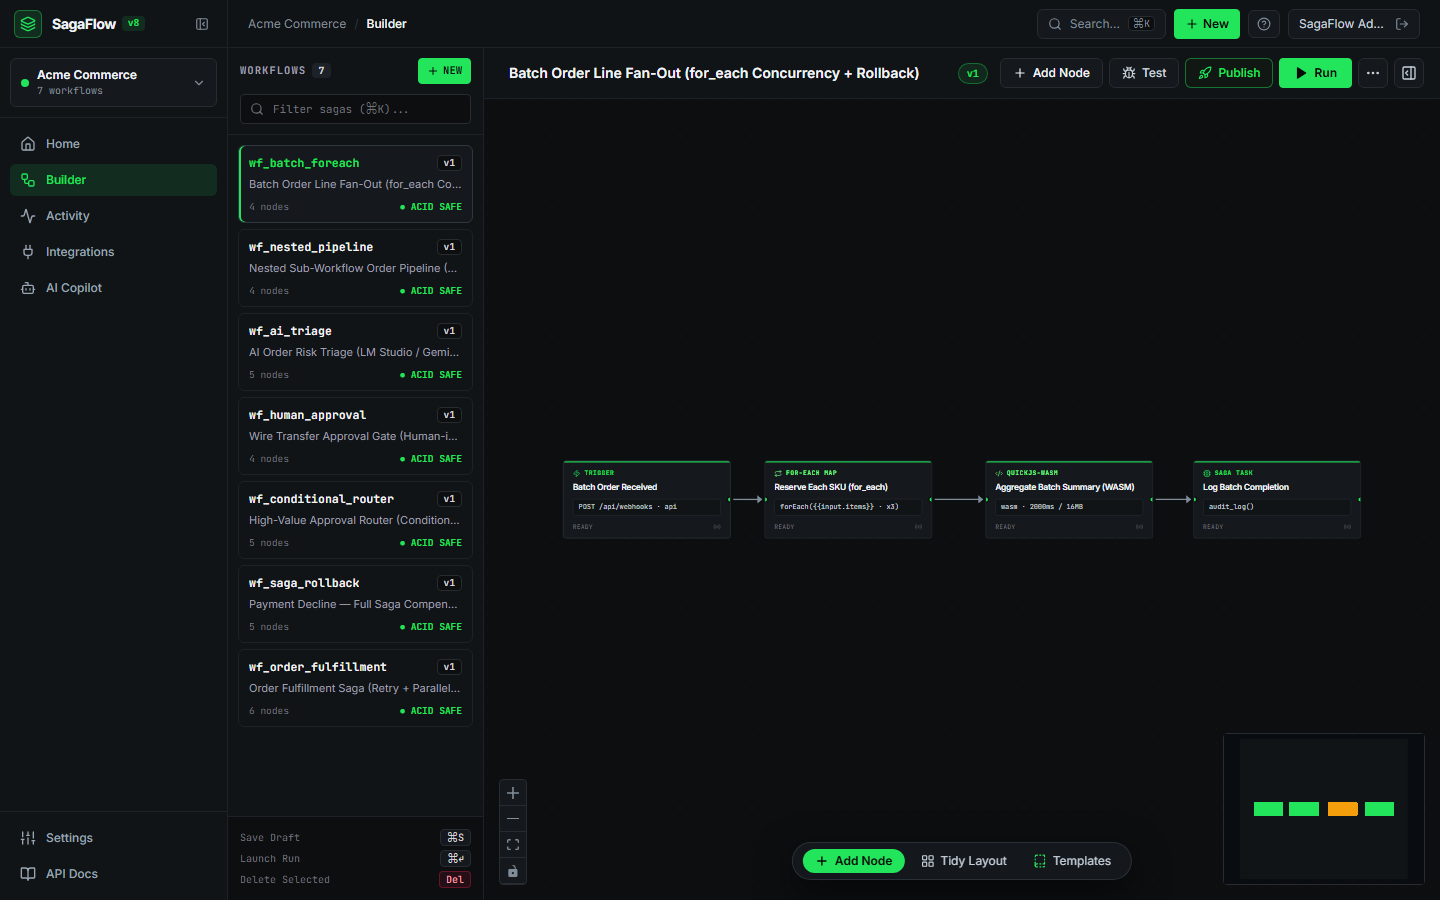 SagaFlow v8
Acme Commerce / Builder
Search... ⌘K
+ New
SagaFlow Ad...
Acme Commerce
7 workflows
Home
Builder
Activity
Integrations
AI Copilot
Settings
API Docs
WORKFLOWS 7
+ NEW
Filter sagas (⌘K)...
wf_batch_foreach v1
Batch Order Line Fan-Out (for_each Co...
4 nodes ACID SAFE
wf_nested_pipeline v1
Nested Sub-Workflow Order Pipeline (...
4 nodes ACID SAFE
wf_ai_triage v1
AI Order Risk Triage (LM Studio / Gemi...
5 nodes ACID SAFE
wf_human_approval v1
Wire Transfer Approval Gate (Human-i...
4 nodes ACID SAFE
wf_conditional_router v1
High-Value Approval Router (Condition...
5 nodes ACID SAFE
wf_saga_rollback v1
Payment Decline — Full Saga Compen...
5 nodes ACID SAFE
wf_order_fulfillment v1
Order Fulfillment Saga (Retry + Parallel...
6 nodes ACID SAFE
Save Draft ⌘S
Launch Run ⌘↵
Delete Selected Del
Batch Order Line Fan-Out (for_each Concurrency + Rollback)
v1
+ Add Node
Test
Publish
Run
TRIGGER
Batch Order Received
POST /api/webhooks · api
READY
FOR-EACH MAP
Reserve Each SKU (for_each)
forEach({{input.items}} · x3)
READY
QUICKJS-WASM
Aggregate Batch Summary (WASM)
wasm · 2000ms / 16MB
READY
SAGA TASK
Log Batch Completion
audit_log()
READY
+ Add Node
Tidy Layout
Templates